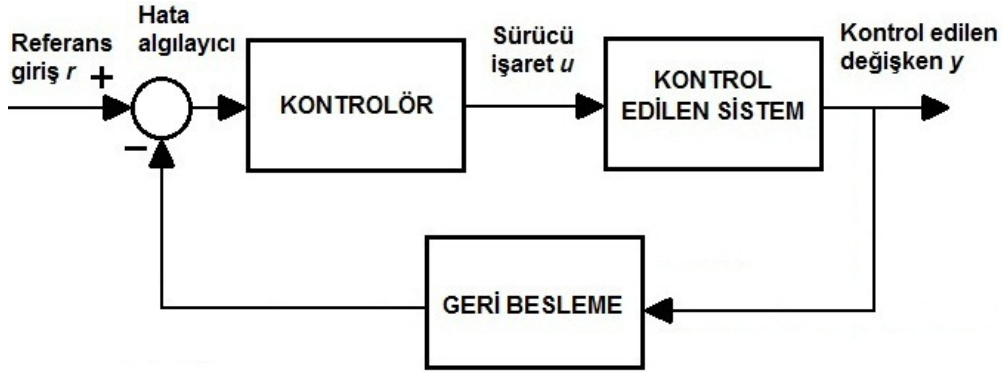 Referans
giriş r
+
−
Hata
algılayıcı
KONTROLÖR
Sürücü
işaret u
KONTROL
EDİLEN SİSTEM
Kontrol edilen
değişken y
GERİ BESLEME